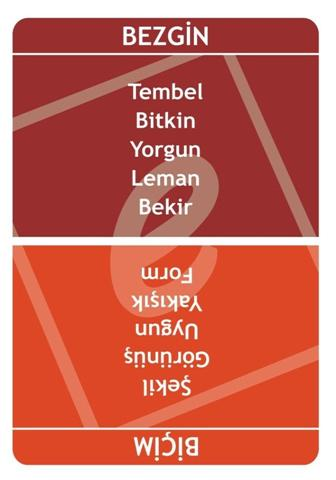 BEZGİN
Tembel
Bitkin
Yorgun
Leman
Bekir
BİÇİM
Şekil
Görünüş
Uygun
Yakışık
Form